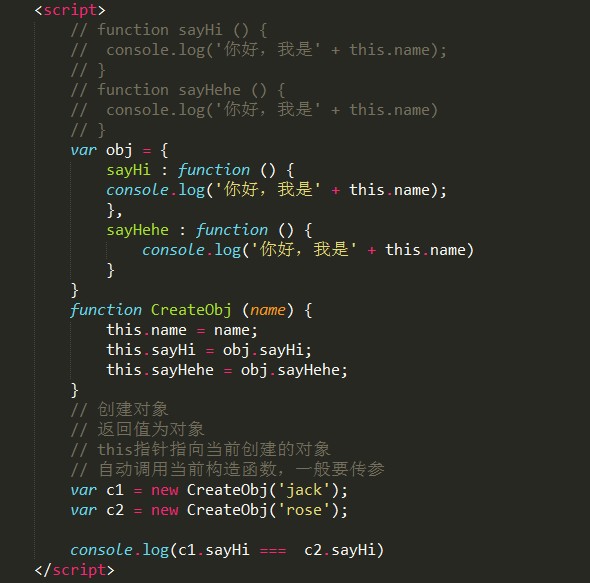 <script>
// function sayHi () {
//  console.log('你好，我是' + this.name);
// }
// function sayHehe () {
//  console.log('你好，我是' + this.name)
// }
var obj = {
sayHi : function () {
console.log('你好，我是' + this.name);
},
sayHehe : function () {
console.log('你好，我是' + this.name)
}
}
function CreateObj (name) {
this.name = name;
this.sayHi = obj.sayHi;
this.sayHehe = obj.sayHehe;
}
// 创建对象
// 返回值为对象
// this指针指向当前创建的对象
// 自动调用当前构造函数，一般要传参
var c1 = new CreateObj('jack');
var c2 = new CreateObj('rose');
console.log(c1.sayHi ===  c2.sayHi)
</script>